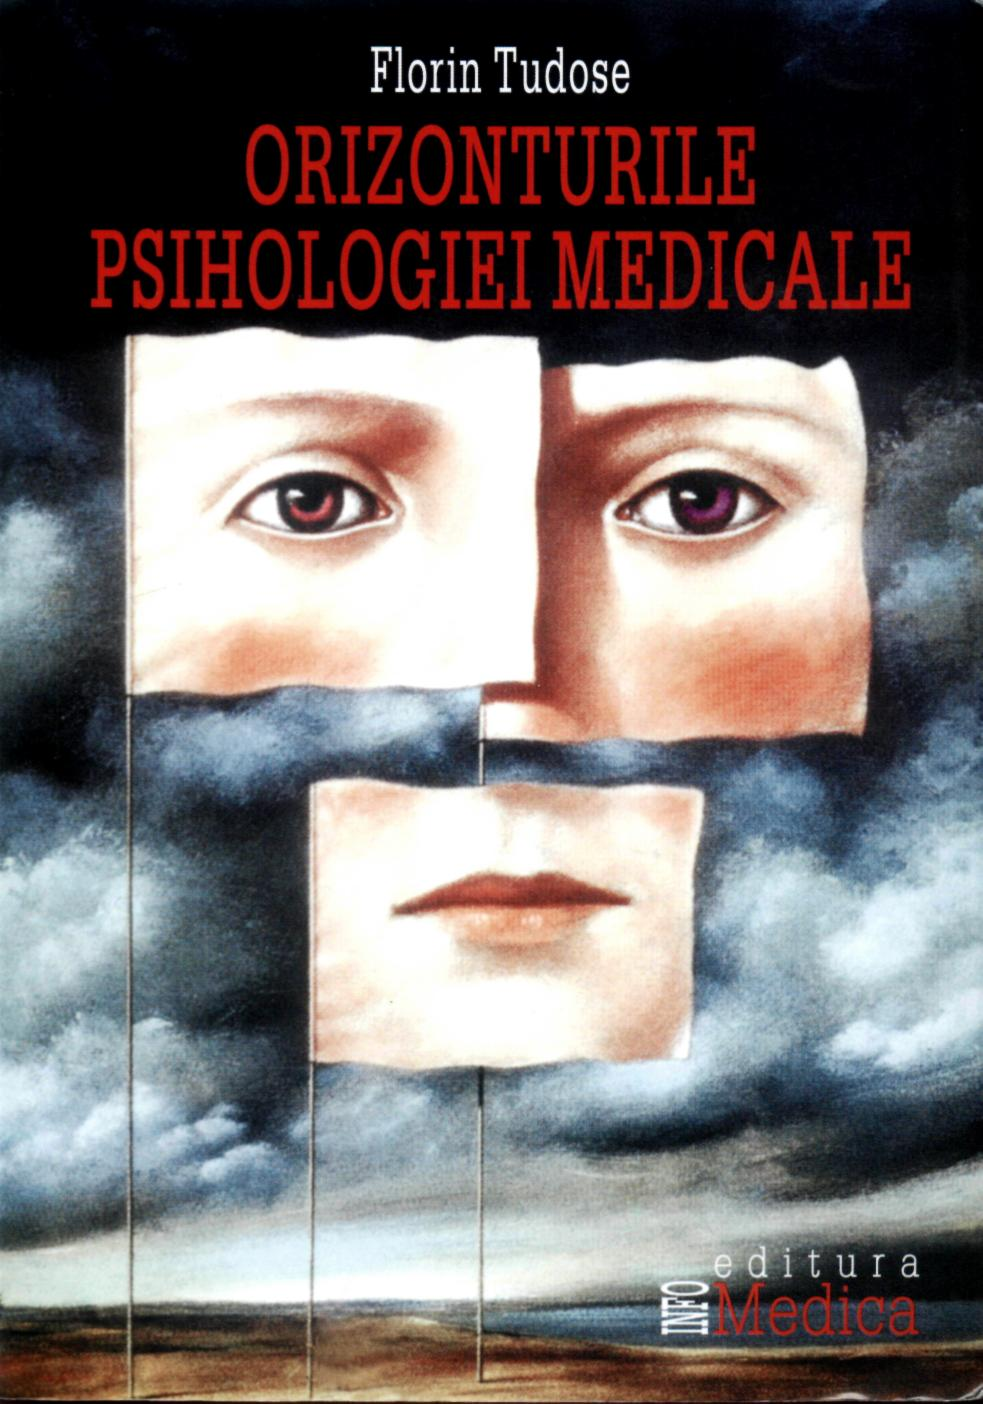 Florin Tudose
ORIZONTURILE
PSIHOLOGIEI MEDICALE
editura
INFO
Medica